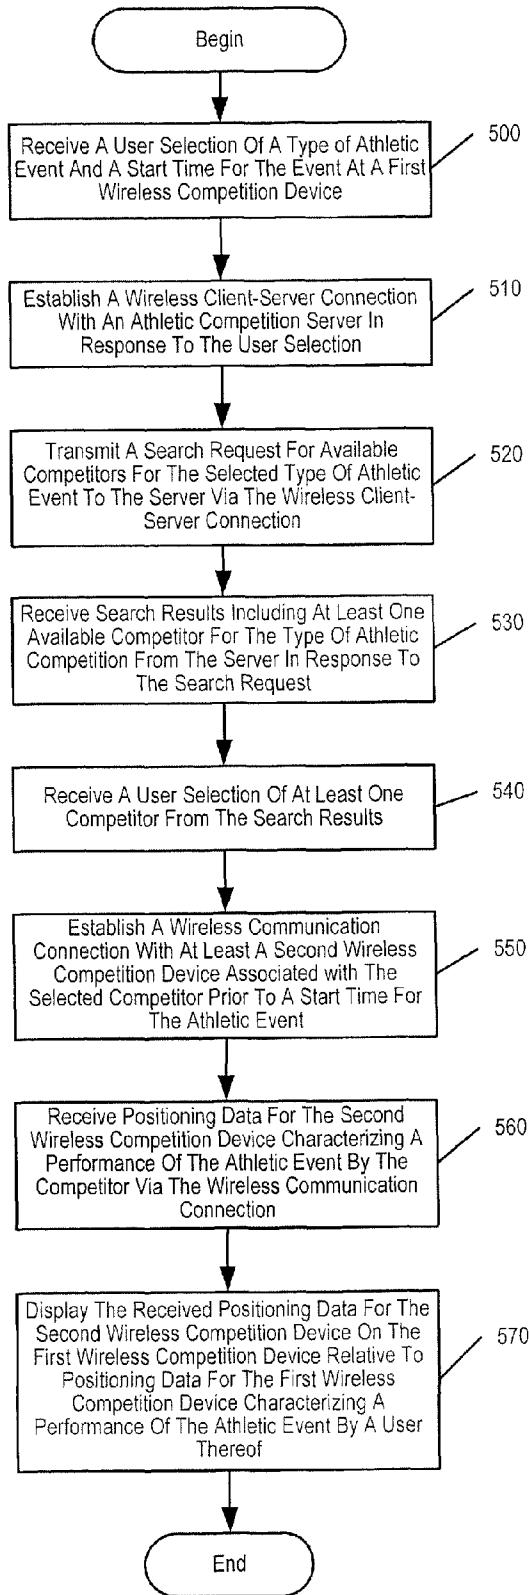 Begin
Receive A User Selection Of A Type of Athletic
Event And A Start Time For The Event At A First
Wireless Competition Device
500
Establish A Wireless Client-Server Connection
With An Athletic Competition Server In
Response To The User Selection
510
Transmit A Search Request For Available
Competitors For The Selected Type Of Athletic
Event To The Server Via The Wireless Client-
Server Connection
520
Receive Search Results Including At Least One
Available Competitor For The Type Of Athletic
Competition From The Server In Response To
The Search Request
530
Receive A User Selection Of At Least One
Competitor From The Search Results
540
Establish A Wireless Communication
Connection With At Least A Second Wireless
Competition Device Associated with The
Selected Competitor Prior To A Start Time For
The Athletic Event
550
Receive Positioning Data For The Second
Wireless Competition Device Characterizing A
Performance Of The Athletic Event By The
Competitor Via The Wireless Communication
Connection
560
Display The Received Positioning Data For The
Second Wireless Competition Device On The
First Wireless Competition Device Relative To
Positioning Data For The First Wireless
Competition Device Characterizing A
Performance Of The Athletic Event By A User
Thereof
570
End